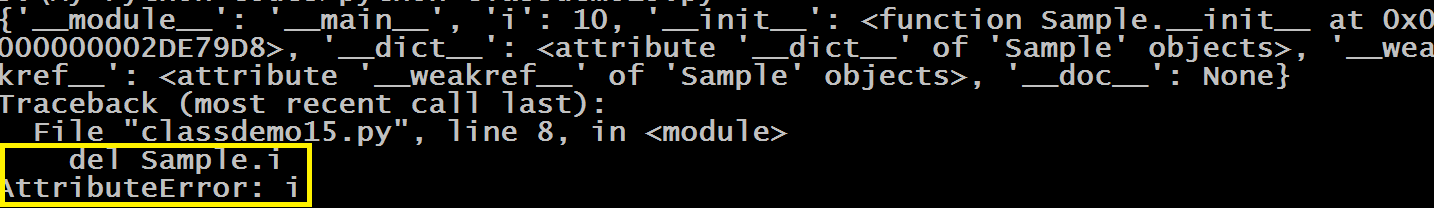 {'__module__': '__main__', 'i': 10, '__init__': <function Sample.__init__ at 0x0
000000002DE79D8>, '__dict__': <attribute '__dict__' of 'Sample' objects>, '__wea
kref__': <attribute '__weakref__' of 'Sample' objects>, '__doc__': None}
Traceback (most recent call last):
  File "classdemo15.py", line 8, in <module>
    del Sample.i
AttributeError: i